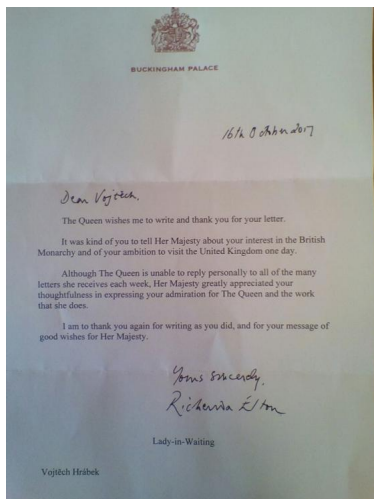 BUCKINGHAM PALACE
16th October 2017
Dear Vojtěch,
The Queen wishes me to write and thank you for your letter.
It was kind of you to tell Her Majesty about your interest in the British
Monarchy and of your ambition to visit the United Kingdom one day.
Although The Queen is unable to reply personally to all of the many
letters she receives each week, Her Majesty greatly appreciated your
thoughtfulness in expressing your admiration for The Queen and the work
that she does.
I am to thank you again for writing as you did, and for your message of
good wishes for Her Majesty.
Yours sincerely,
Richenda Elton
Lady-in-Waiting
Vojtěch Hrábek